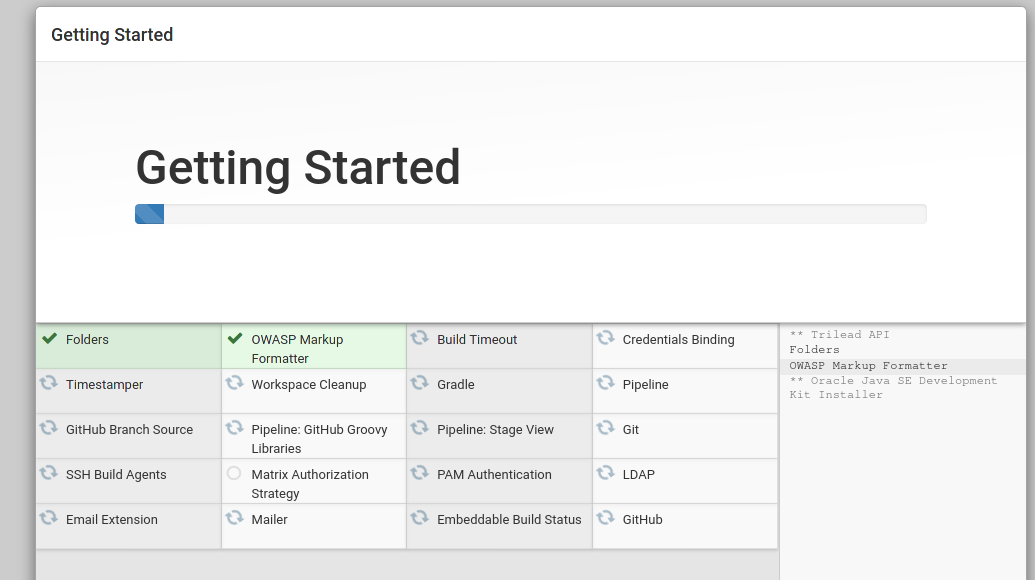 Getting Started
Getting Started
Folders
OWASP Markup
Formatter
Build Timeout
Credentials Binding
Timestamper
Workspace Cleanup
Gradle
Pipeline
GitHub Branch Source
Pipeline: GitHub Groovy
Libraries
Pipeline: Stage View
Git
SSH Build Agents
Matrix Authorization
Strategy
PAM Authentication
LDAP
Email Extension
Mailer
Embeddable Build Status
GitHub
** Trilead API
Folders
OWASP Markup Formatter
** Oracle Java SE Development
Kit Installer